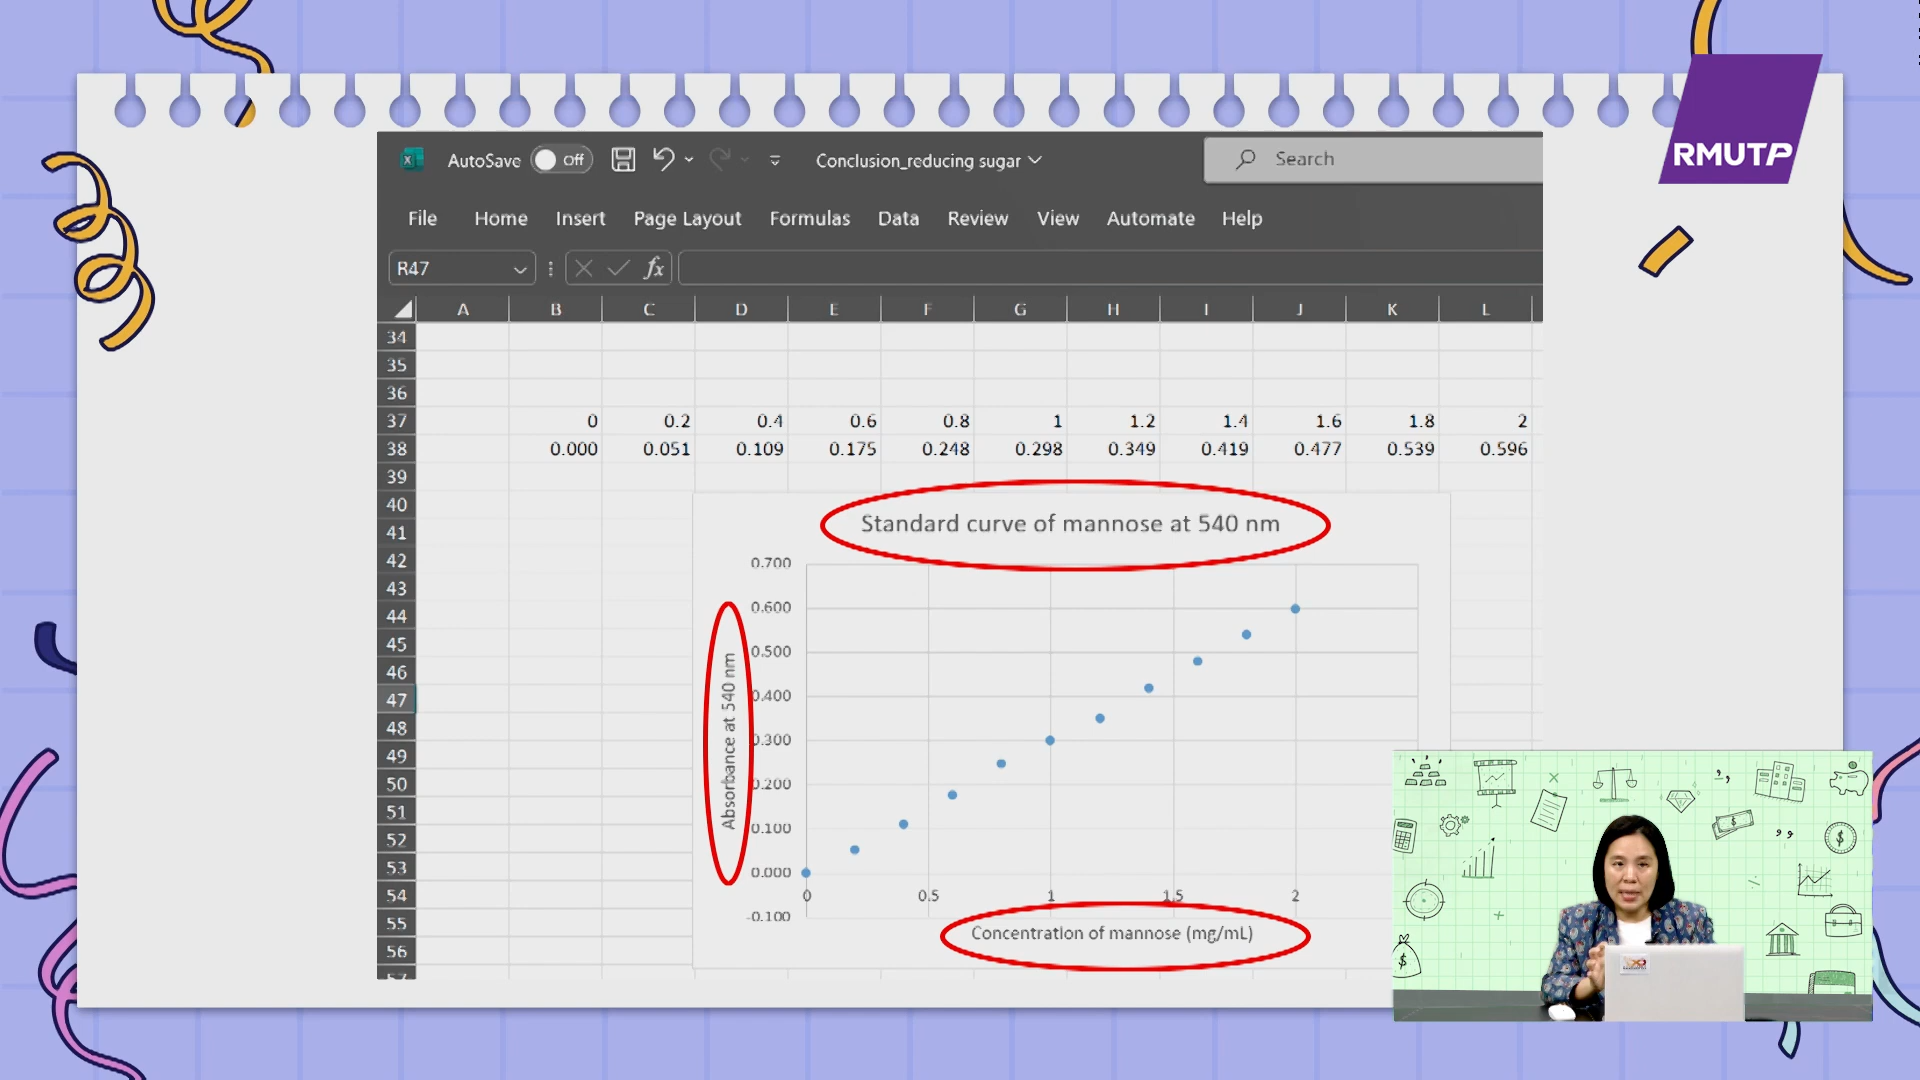 RMUTP
AutoSave Off Conclusion_reducing sugar Search
File Home Insert Page Layout Formulas Data Review View Automate Help
R47 fx
A B C D E F G H I J K L
34
35
36
37 0 0.2 0.4 0.6 0.8 1 1.2 1.4 1.6 1.8 2
38 0.000 0.051 0.109 0.175 0.248 0.298 0.349 0.419 0.477 0.539 0.596
39
40
41
42
43
44
45
46
47
48
49
50
51
52
53
54
55
56
57
Standard curve of mannose at 540 nm
Absorbance at 540 nm
0.700
0.600
0.500
0.400
0.300
0.200
0.100
0.000
-0.100
0 0.5 1 1.5 2
Concentration of mannose (mg/mL)